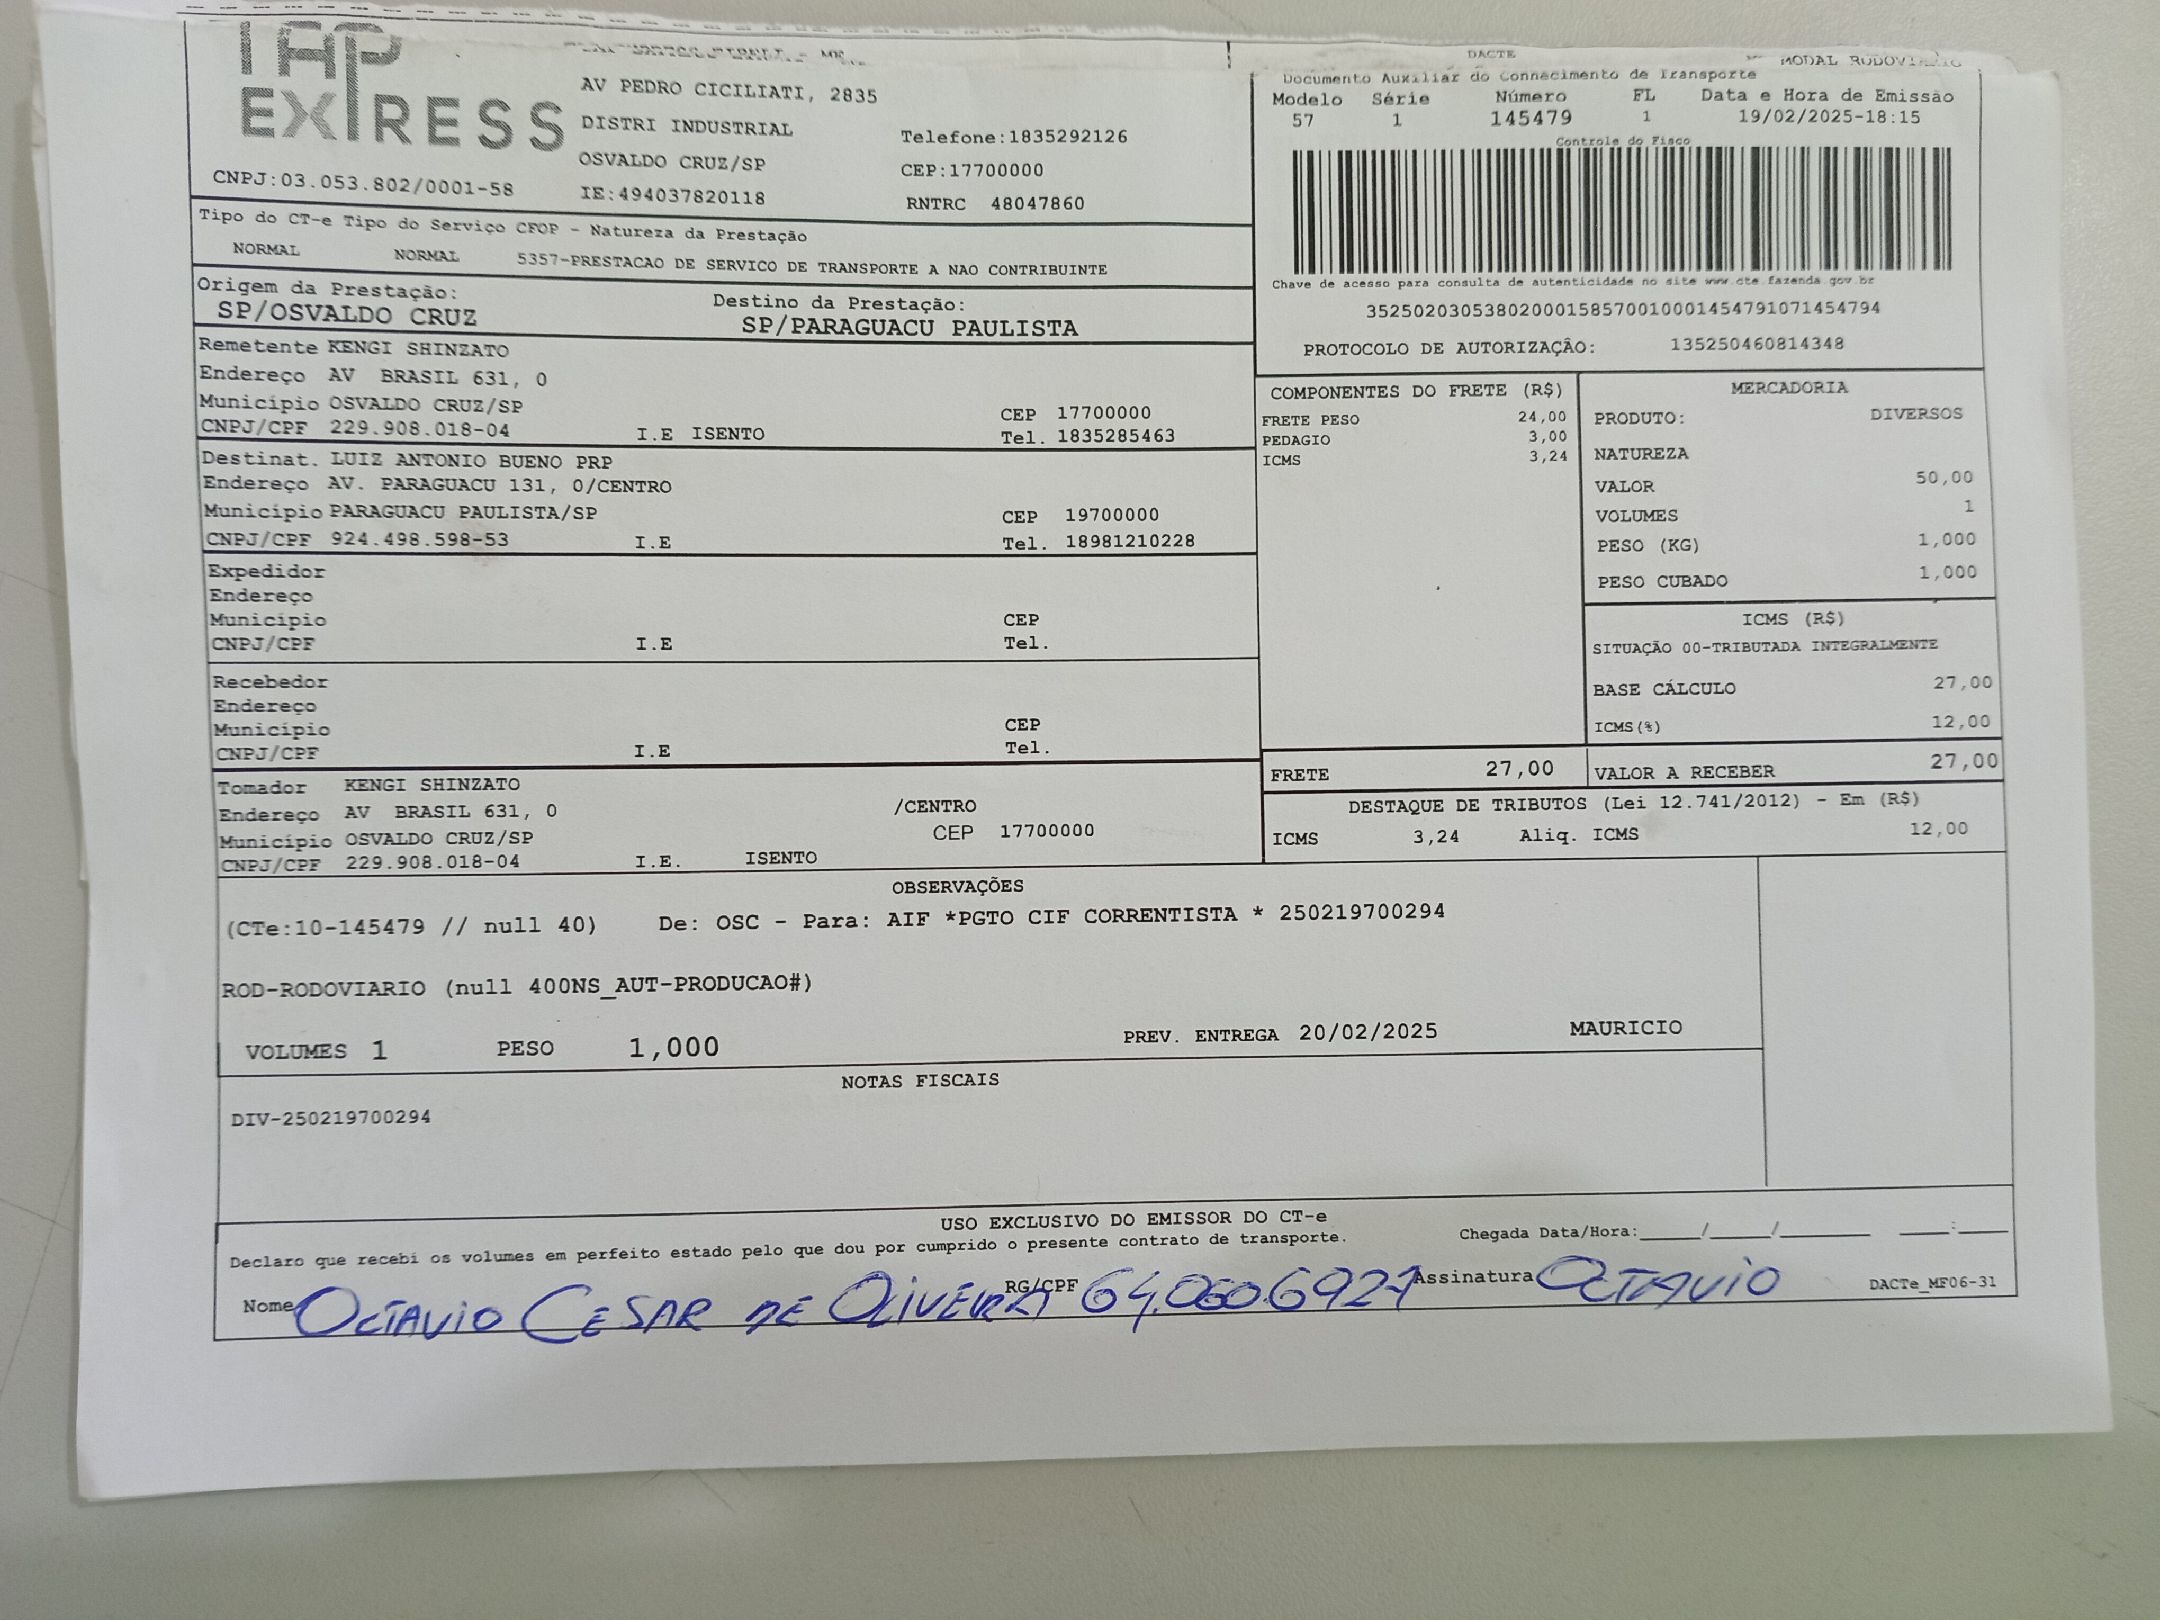 TAP
EXPRESS
AV PEDRO CICILIATI, 2835
DISTRI INDUSTRIAL
Telefone:1835292126
OSVALDO CRUZ/SP
CEP:17700000
CNPJ:03.053.802/0001-58
IE:494037820118
RNTRC 48047860
DACTE
MODAL RODOVIARIO
Documento Auxiliar do Conhecimento de Transporte
Modelo Série Número FL Data e Hora de Emissão
57 1 145479 1 19/02/2025-18:15
Controle do Fisco
Chave de acesso para consulta de autenticidade no site www.cte.fazenda.gov.br
35250203053802000158570010001454791071454794
PROTOCOLO DE AUTORIZAÇÃO: 135250460814348
Tipo do CT-e Tipo do Serviço CFOP - Natureza da Prestação
NORMAL NORMAL 5357-PRESTACAO DE SERVICO DE TRANSPORTE A NAO CONTRIBUINTE
Origem da Prestação: Destino da Prestação:
SP/OSVALDO CRUZ SP/PARAGUACU PAULISTA
Remetente KENGI SHINZATO
Endereço AV BRASIL 631, 0
Município OSVALDO CRUZ/SP CEP 17700000
CNPJ/CPF 229.908.018-04 I.E ISENTO Tel. 1835285463
Destinat. LUIZ ANTONIO BUENO PRP
Endereço AV. PARAGUACU 131, 0/CENTRO
Município PARAGUACU PAULISTA/SP CEP 19700000
CNPJ/CPF 924.498.598-53 I.E Tel. 18981210228
Expedidor
Endereço
Município CEP
CNPJ/CPF I.E Tel.
Recebedor
Endereço
Município CEP
CNPJ/CPF I.E Tel.
Tomador KENGI SHINZATO
Endereço AV BRASIL 631, 0 /CENTRO
Município OSVALDO CRUZ/SP CEP 17700000
CNPJ/CPF 229.908.018-04 I.E. ISENTO
COMPONENTES DO FRETE (R$)
FRETE PESO 24,00
PEDAGIO 3,00
ICMS 3,24
MERCADORIA
PRODUTO: DIVERSOS
NATUREZA
VALOR 50,00
VOLUMES 1
PESO (KG) 1,000
PESO CUBADO 1,000
ICMS (R$)
SITUAÇÃO 00-TRIBUTADA INTEGRALMENTE
BASE CÁLCULO 27,00
ICMS(%) 12,00
FRETE 27,00 VALOR A RECEBER 27,00
DESTAQUE DE TRIBUTOS (Lei 12.741/2012) - Em (R$)
ICMS 3,24 Aliq. ICMS 12,00
OBSERVAÇÕES
(CTe:10-145479 // null 40) De: OSC - Para: AIF *PGTO CIF CORRENTISTA * 250219700294
ROD-RODOVIARIO (null 400NS_AUT-PRODUCAO#)
VOLUMES 1 PESO 1,000 PREV. ENTREGA 20/02/2025 MAURICIO
NOTAS FISCAIS
DIV-250219700294
USO EXCLUSIVO DO EMISSOR DO CT-e
Declaro que recebi os volumes em perfeito estado pelo que dou por cumprido o presente contrato de transporte. Chegada Data/Hora:_____/_____/________ ____:____
Nome OCTAVIO CESAR DE OLIVEIRA RG/CPF 64.060.6927 Assinatura OCTAVIO DACTe_MF06-31